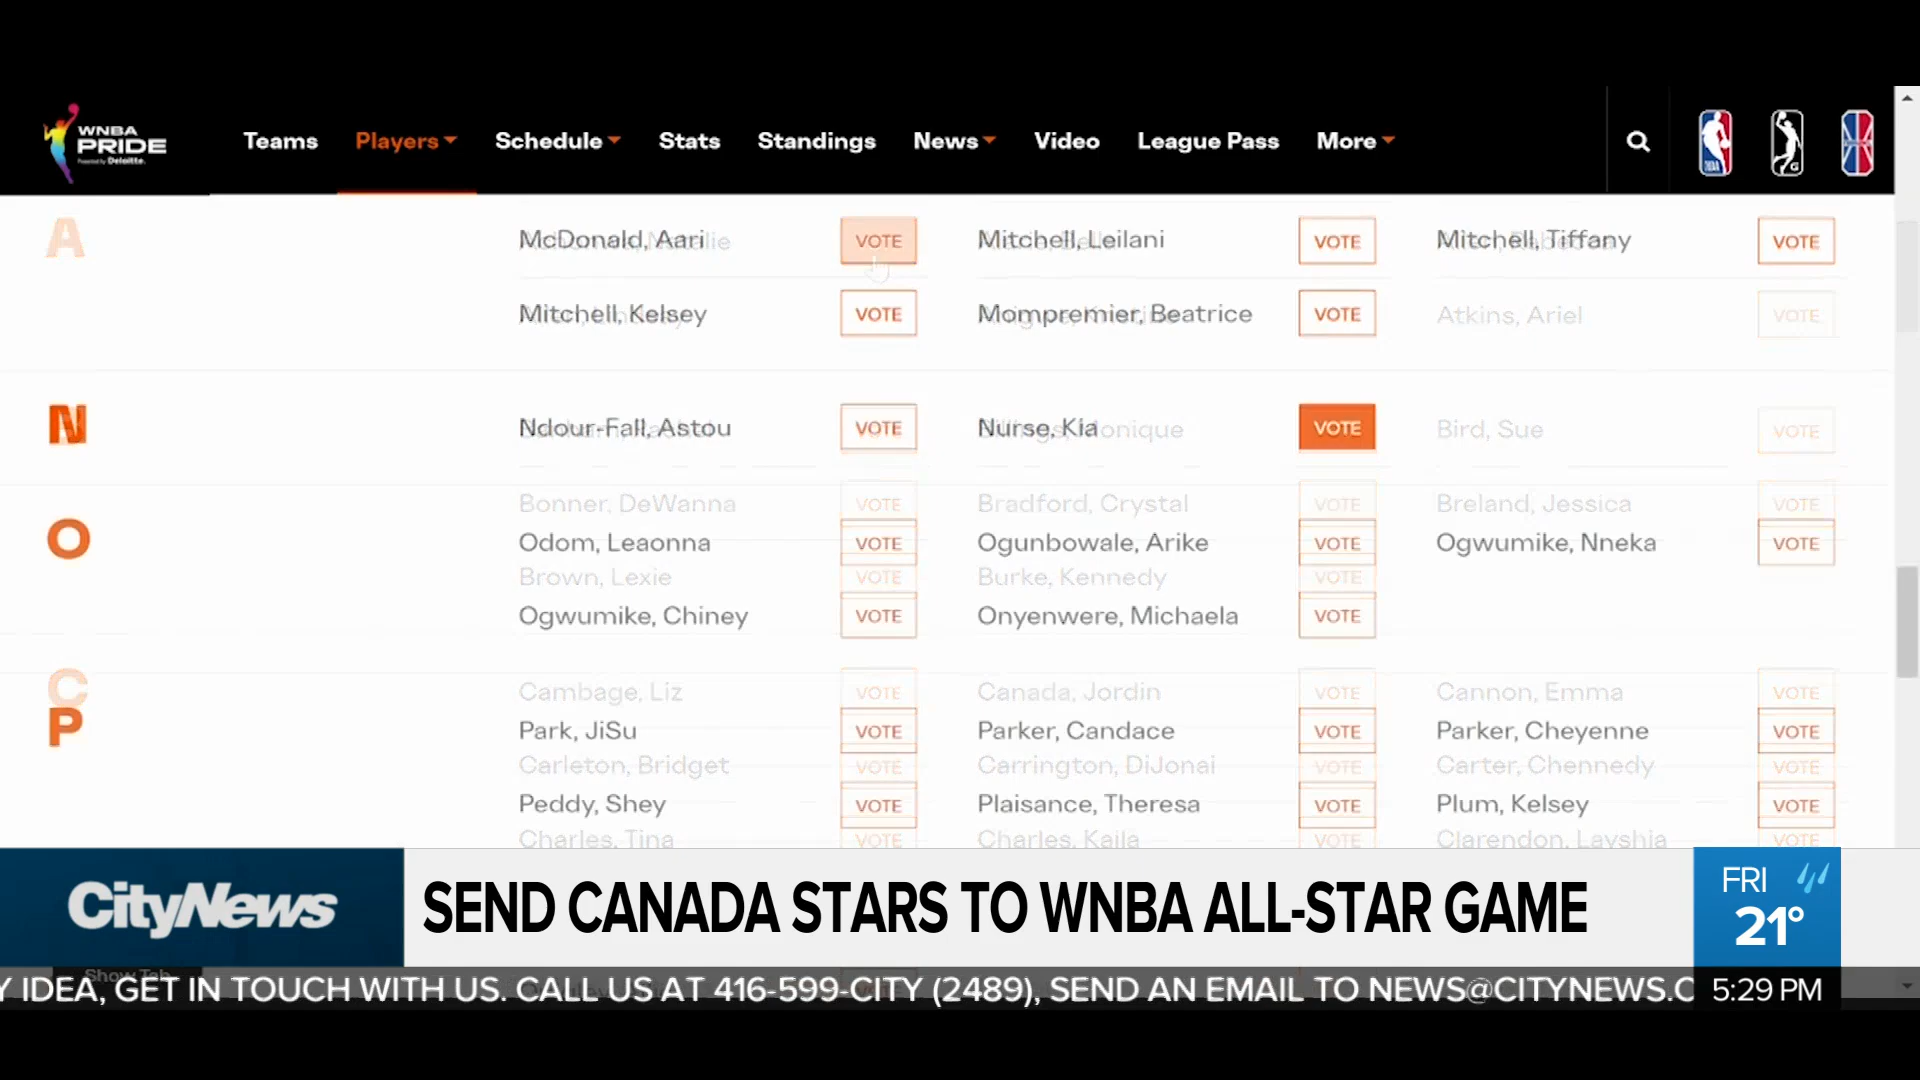 WNBA
PRIDE
Presented by Deloitte.
Teams Players Schedule Stats Standings News Video League Pass More
A McDonald, Aari VOTE Mitchell, Leilani VOTE Mitchell, Tiffany VOTE
Mitchell, Kelsey VOTE Mompremier, Beatrice VOTE Atkins, Ariel VOTE
N Ndour-Fall, Astou VOTE Nurse, Kia VOTE Bird, Sue VOTE
Bonner, DeWanna VOTE Bradford, Crystal VOTE Breland, Jessica VOTE
O Odom, Leaonna VOTE Ogunbowale, Arike VOTE Ogwumike, Nneka VOTE
Brown, Lexie VOTE Burke, Kennedy VOTE
Ogwumike, Chiney VOTE Onyenwere, Michaela VOTE
C Cambage, Liz VOTE Canada, Jordin VOTE Cannon, Emma VOTE
P Park, JiSu VOTE Parker, Candace VOTE Parker, Cheyenne VOTE
Carleton, Bridget VOTE Carrington, DiJonai VOTE Carter, Chennedy VOTE
Peddy, Shey VOTE Plaisance, Theresa VOTE Plum, Kelsey VOTE
Charles, Tina VOTE Charles, Kaila VOTE Clarendon, Layshia VOTE
CityNews SEND CANADA STARS TO WNBA ALL-STAR GAME FRI
21°
Y IDEA, GET IN TOUCH WITH US. CALL US AT 416-599-CITY (2489), SEND AN EMAIL TO NEWS@CITYNEWS.C 5:29 PM